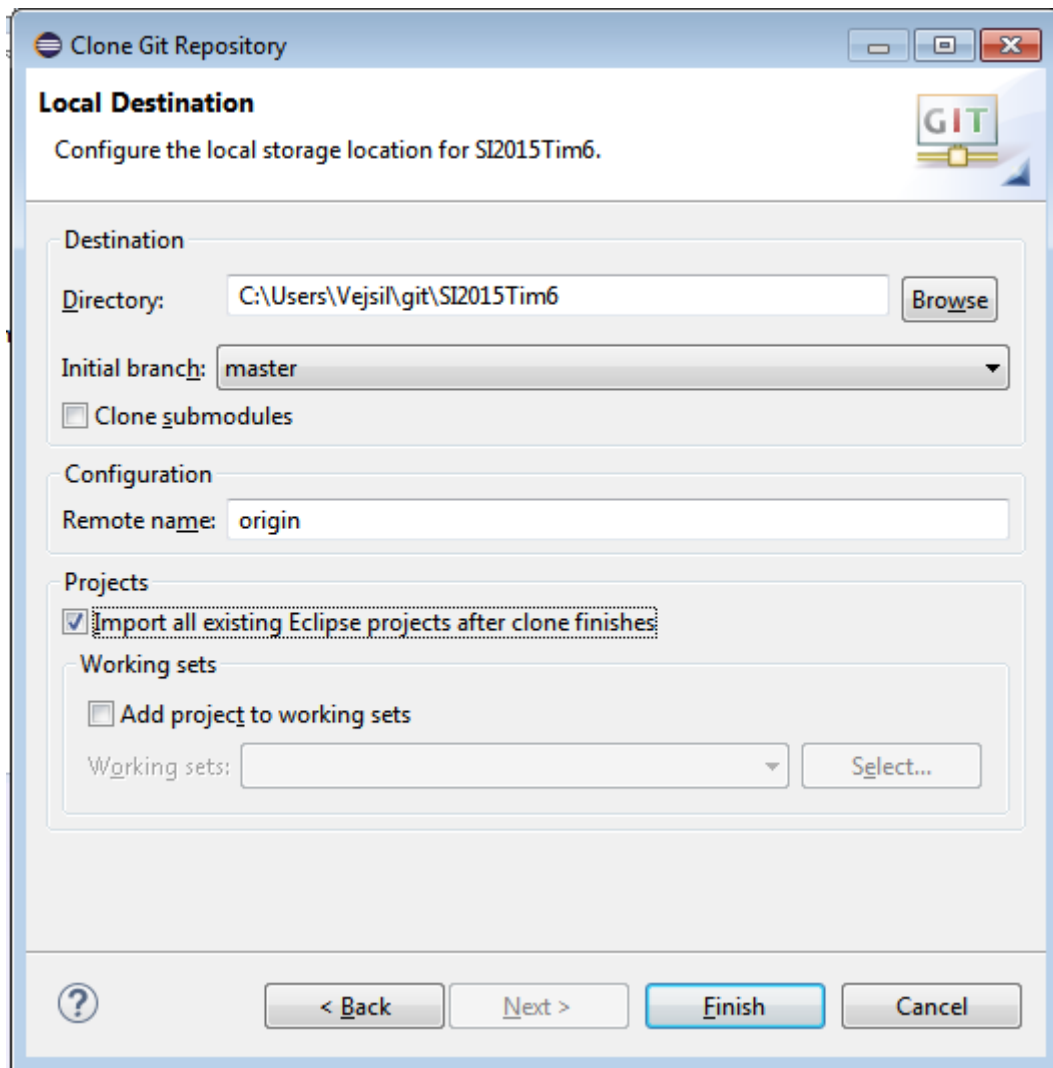 Clone Git Repository
Local Destination
Configure the local storage location for SI2015Tim6.
GIT
Destination
Directory: C:\Users\Vejsil\git\SI2015Tim6 Browse
Initial branch: master
Clone submodules
Configuration
Remote name: origin
Projects
Import all existing Eclipse projects after clone finishes
Working sets
Add project to working sets
Working sets: Select...
? < Back Next > Finish Cancel